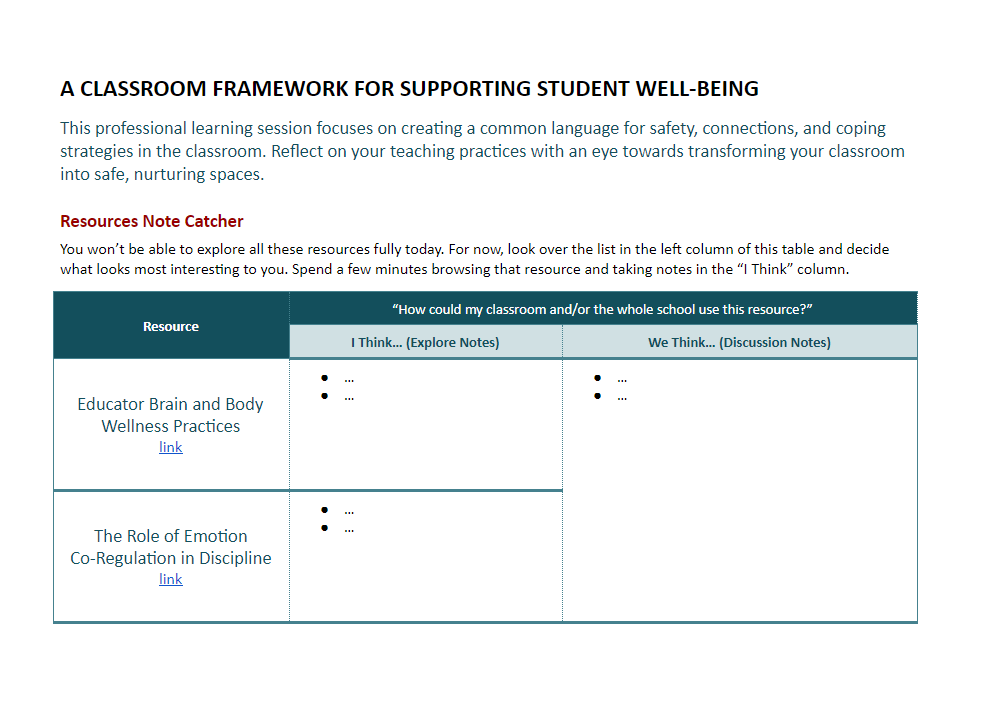 A CLASSROOM FRAMEWORK FOR SUPPORTING STUDENT WELL-BEING
This professional learning session focuses on creating a common language for safety, connections, and coping
strategies in the classroom. Reflect on your teaching practices with an eye towards transforming your classroom
into safe, nurturing spaces.
Resources Note Catcher
You won’t be able to explore all these resources fully today. For now, look over the list in the left column of this table and decide
what looks most interesting to you. Spend a few minutes browsing that resource and taking notes in the “I Think” column.
Resource
“How could my classroom and/or the whole school use this resource?”
I Think… (Explore Notes)
We Think… (Discussion Notes)
Educator Brain and Body
Wellness Practices
link
● …
● …
● …
● …
The Role of Emotion
Co-Regulation in Discipline
link
● …
● …